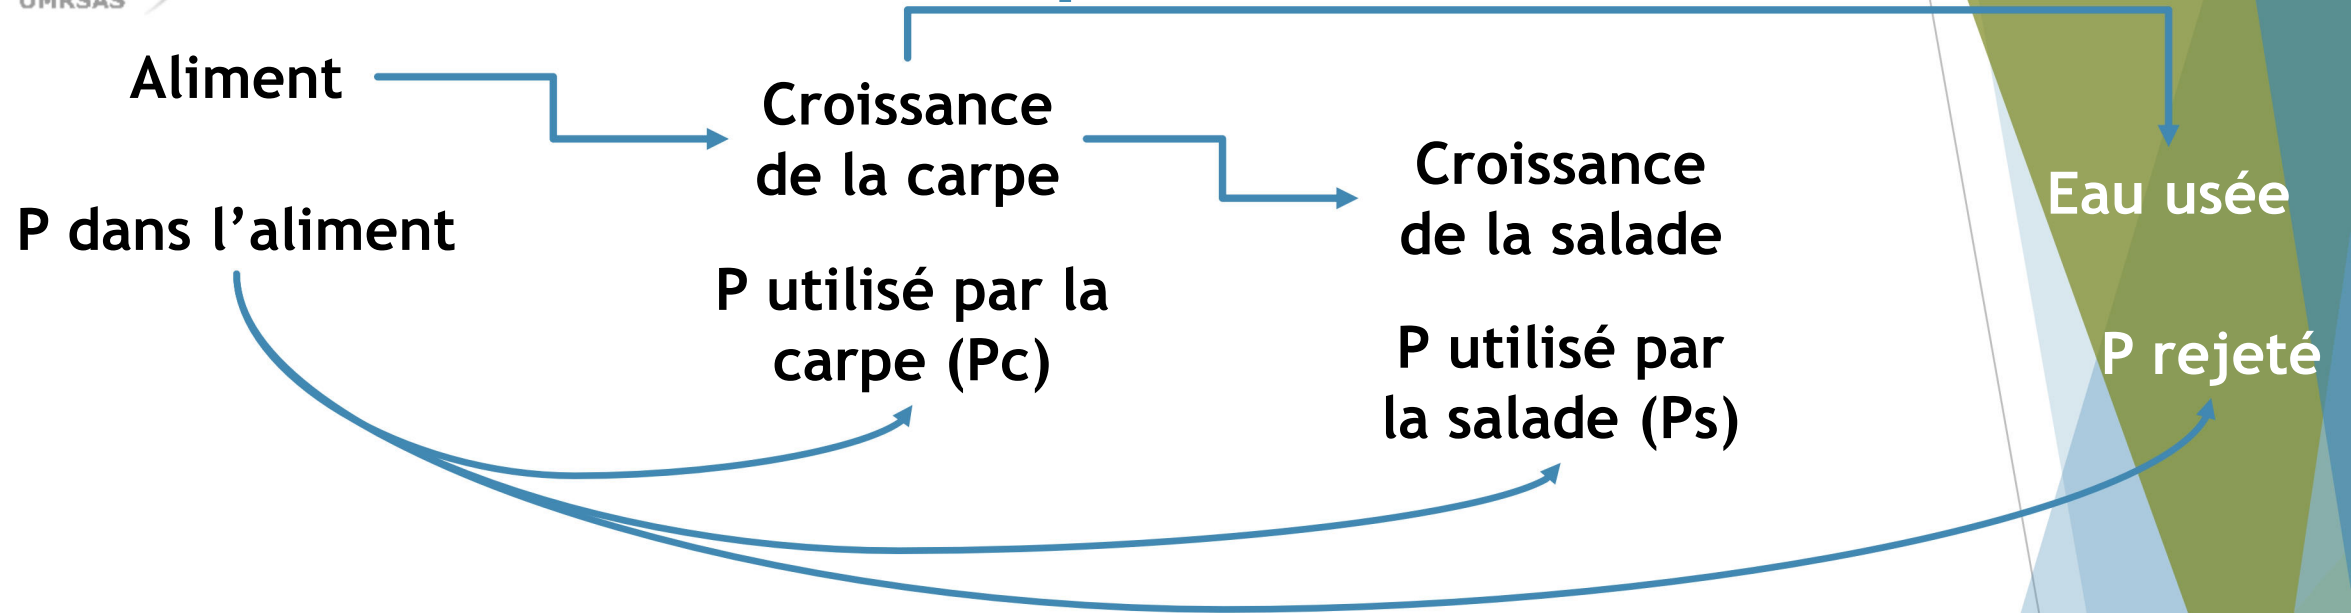 UMRSAS
Aliment
P dans l’aliment
Croissance
de la carpe
P utilisé par la
carpe (Pc)
Croissance
de la salade
P utilisé par
la salade (Ps)
Eau usée
P rejeté